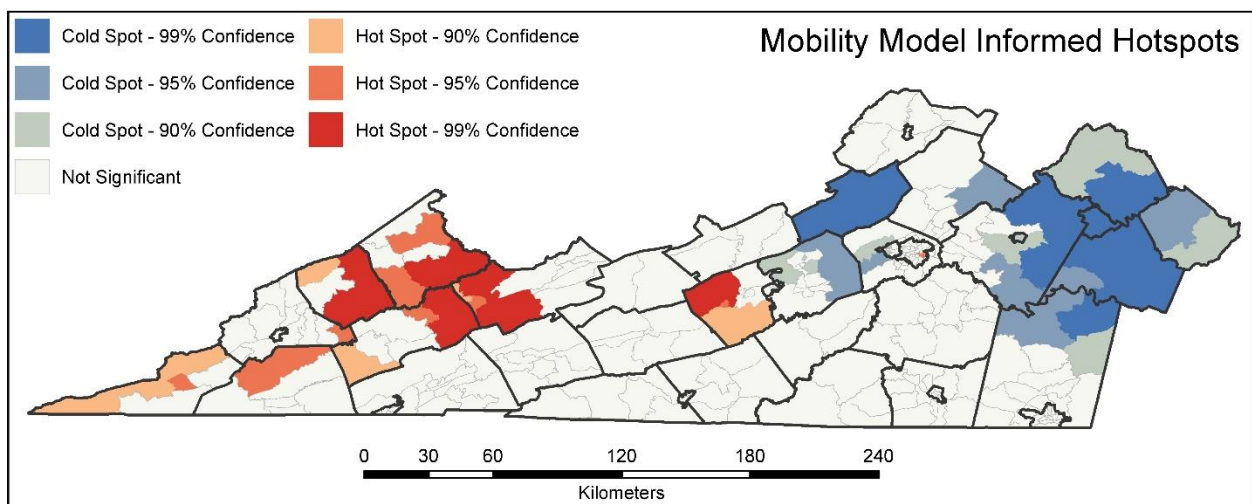 Mobility Model Informed Hotspots
Cold Spot - 99% Confidence
Cold Spot - 95% Confidence
Cold Spot - 90% Confidence
Not Significant
Hot Spot - 90% Confidence
Hot Spot - 95% Confidence
Hot Spot - 99% Confidence
0 30 60 120 180 240
Kilometers